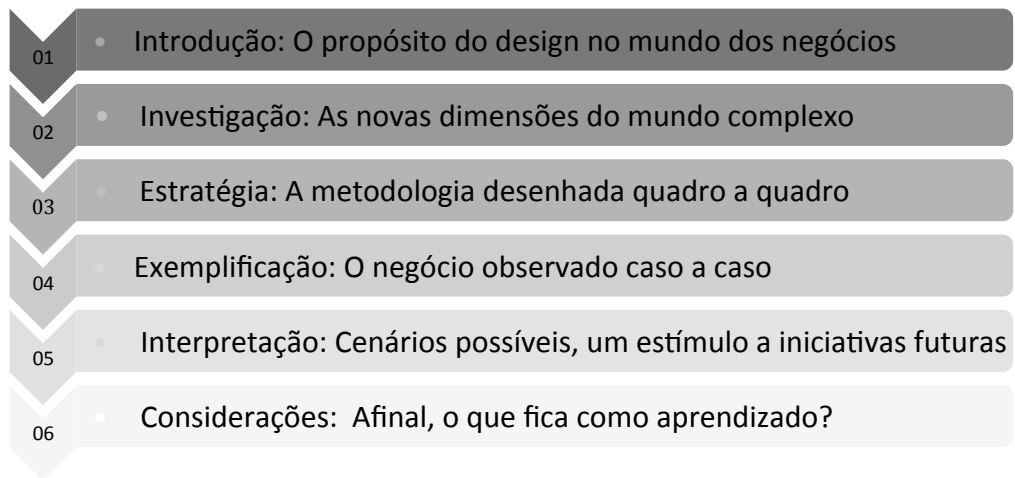 01 • Introdução: O propósito do design no mundo dos negócios
02 • Investigação: As novas dimensões do mundo complexo
03 • Estratégia: A metodologia desenhada quadro a quadro
04 • Exemplificação: O negócio observado caso a caso
05 • Interpretação: Cenários possíveis, um estímulo a iniciativas futuras
06 • Considerações: Afinal, o que fica como aprendizado?